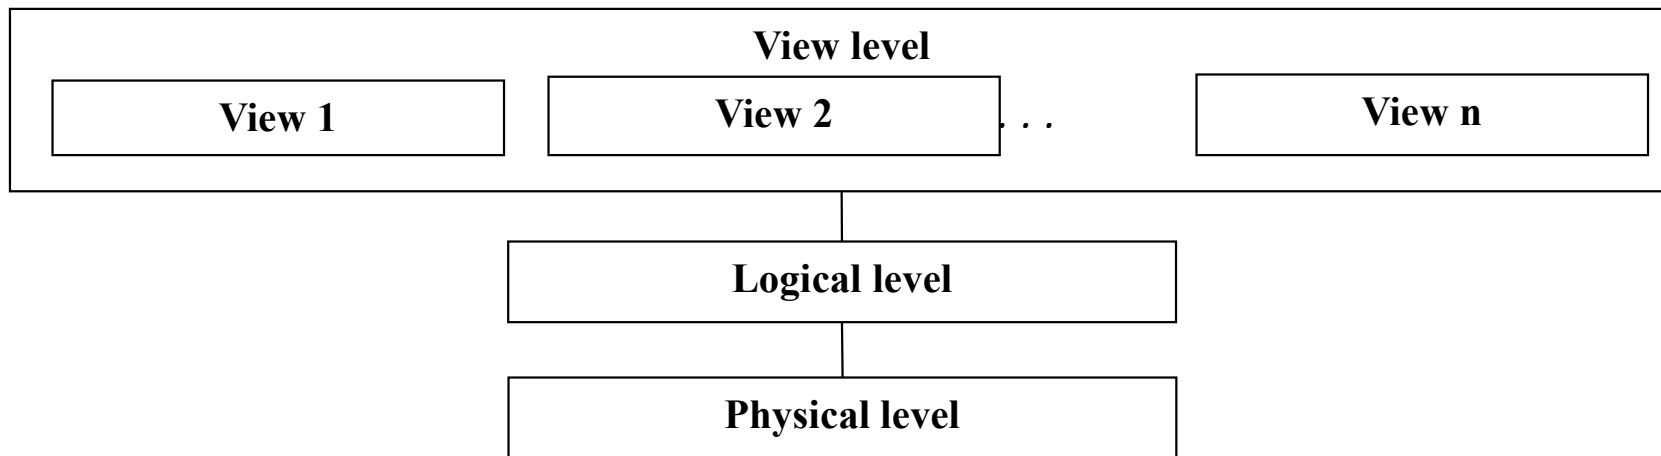 View level
View 1
View 2
. . .
View n
Logical level
Physical level